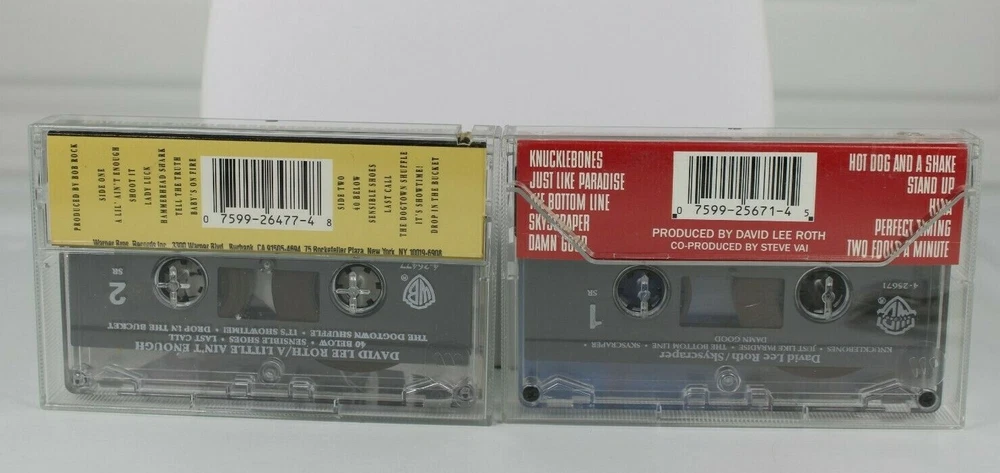 PRODUCED BY BOB ROCK
SIDE ONE
A LIL' AIN'T ENOUGH
SHOOT IT
LADY LUCK
HAMMERHEAD SHARK
TELL THE TRUTH
BABY'S ON FIRE
0 7599-26477-4 8
SIDE TWO
40 BELOW
SENSIBLE SHOES
LAST CALL
THE DOGTOWN SHUFFLE
IT'S SHOWTIME!
DROP IN THE BUCKET
Warner Bros. Records Inc. 3300 Warner Blvd. Burbank, CA 91505-4694 75 Rockefeller Plaza, New York, NY 10019-6908
4-26477
2
SR
WB
DAVID LEE ROTH/A LITTLE AIN'T ENOUGH
40 BELOW • SENSIBLE SHOES • LAST CALL
THE DOGTOWN SHUFFLE • IT'S SHOWTIME! • DROP IN THE BUCKET
KNUCKLEBONES
JUST LIKE PARADISE
THE BOTTOM LINE
SKYSCRAPER
DAMN GOOD
0 7599-25671-4 5
PRODUCED BY DAVID LEE ROTH
CO-PRODUCED BY STEVE VAI
HOT DOG AND A SHAKE
STAND UP
HINA
PERFECT TIMING
TWO FOOLS A MINUTE
4-25671
1
SR
David Lee Roth/Skyscraper
KNUCKLEBONES • JUST LIKE PARADISE • THE BOTTOM LINE • SKYSCRAPER •
DAMN GOOD